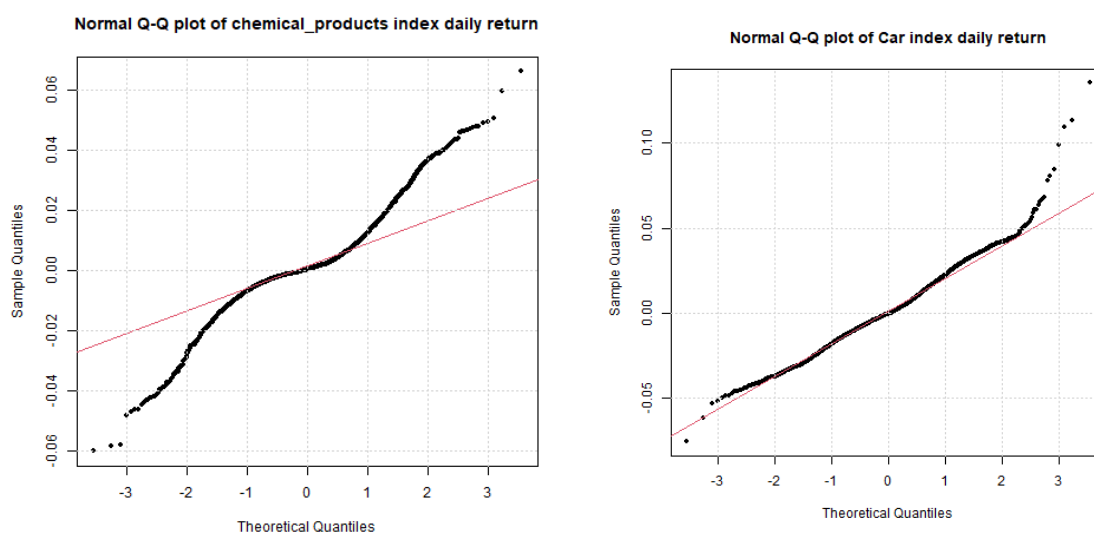 Normal Q-Q plot of chemical_products index daily return
0.06
0.04
0.02
0.00
-0.02
-0.04
-0.06
Sample Quantiles
-3 -2 -1 0 1 2 3
Theoretical Quantiles
Normal Q-Q plot of Car index daily return
0.10
0.05
0.00
-0.05
Sample Quantiles
-3 -2 -1 0 1 2 3
Theoretical Quantiles